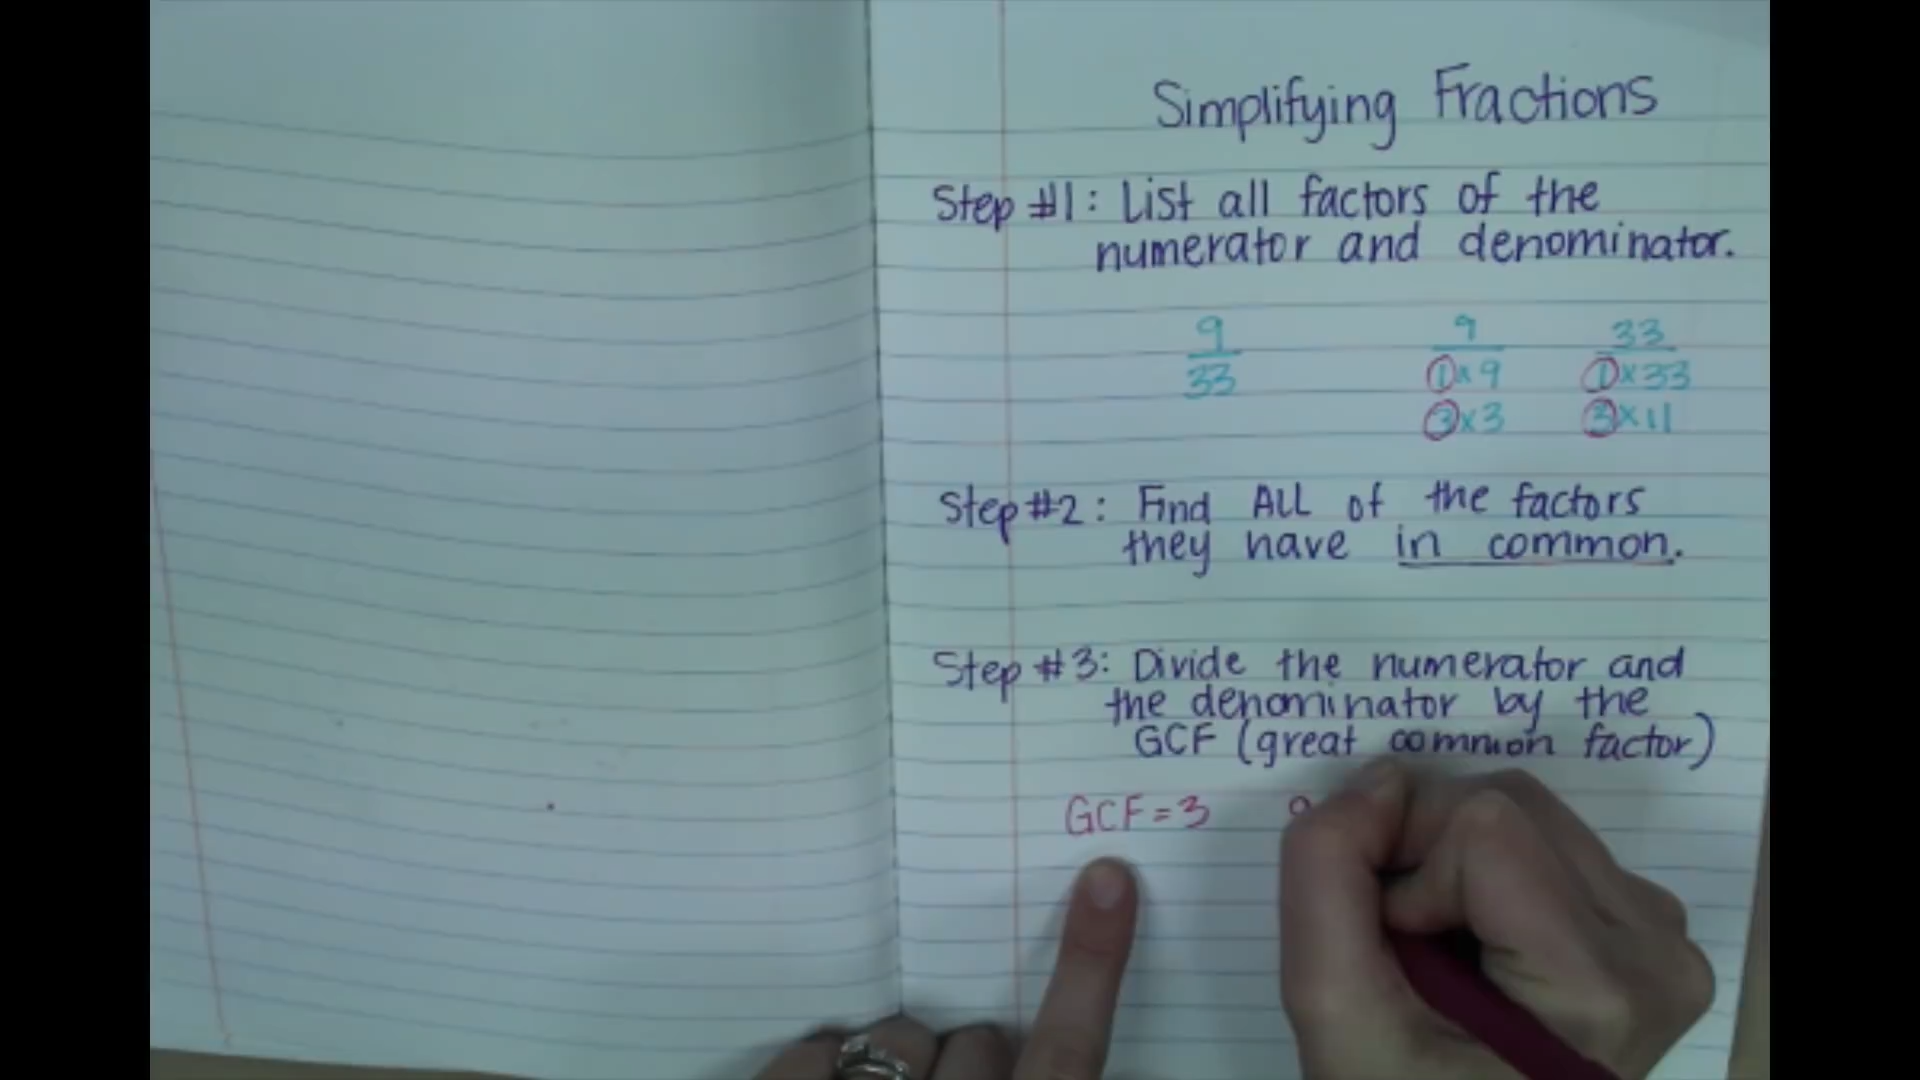 Simplifying Fractions
Step #1: List all factors of the
numerator and denominator.
9 9 33
33 1x9 1x33
3x3 3x11
Step #2: Find ALL of the factors
they have in common.
Step #3: Divide the numerator and
the denominator by the
GCF (great common factor)
GCF = 3 9